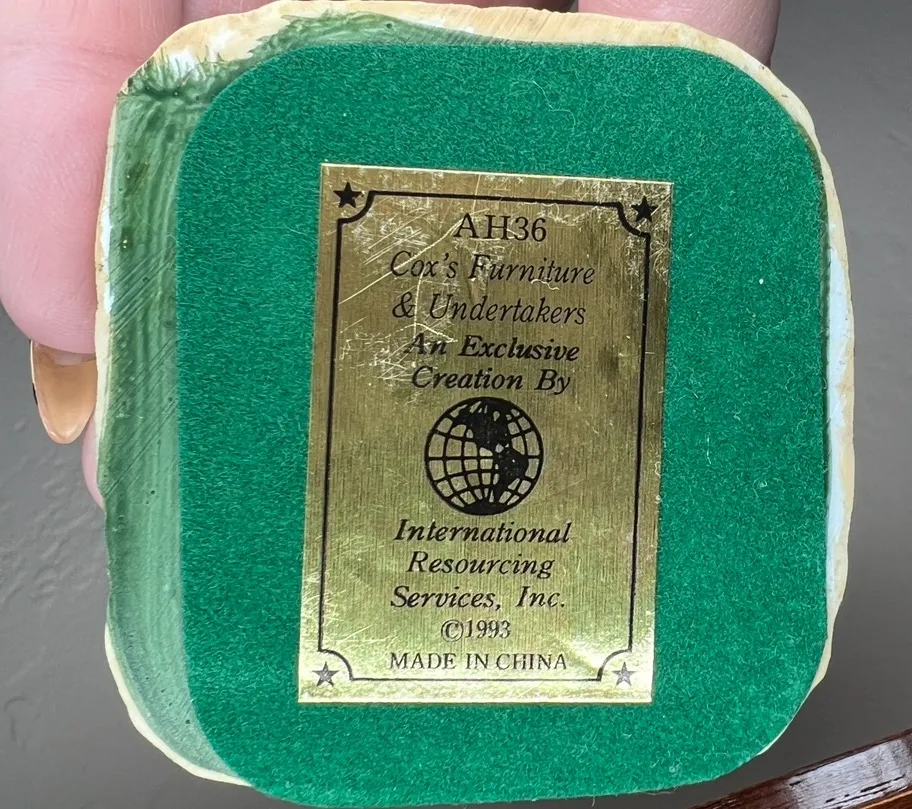 AH36
Cox's Furniture
& Undertakers
An Exclusive
Creation By
International
Resourcing
Services, Inc.
©1993
MADE IN CHINA